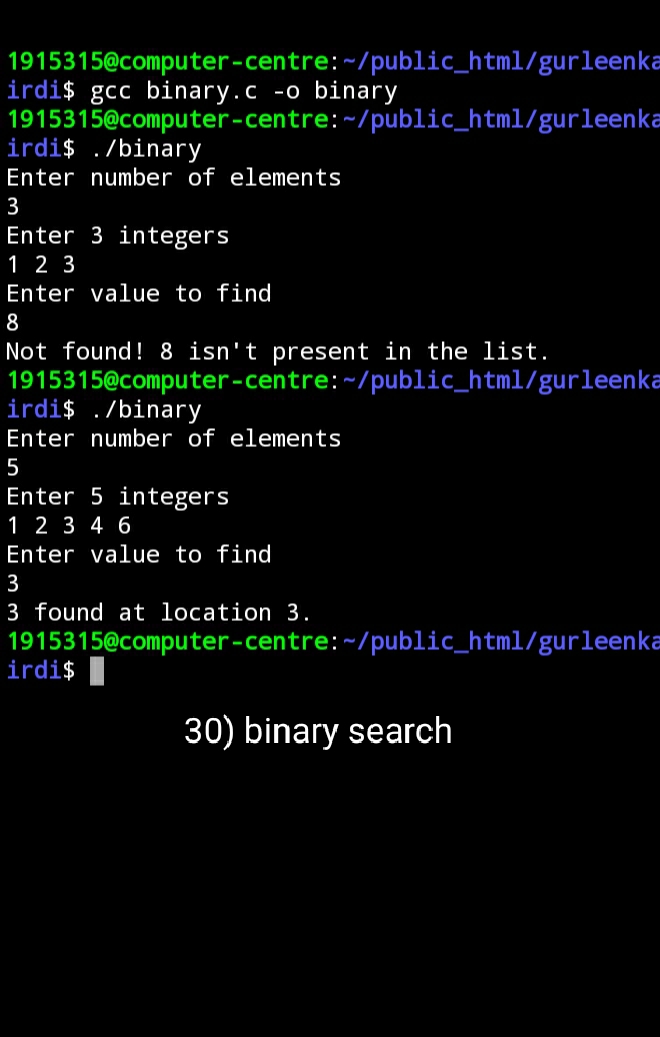 1915315@computer-centre:~/public_html/gurleenka
irdi$ gcc binary.c -o binary
1915315@computer-centre:~/public_html/gurleenka
irdi$ ./binary
Enter number of elements
3
Enter 3 integers
1 2 3
Enter value to find
8
Not found! 8 isn't present in the list.
1915315@computer-centre:~/public_html/gurleenka
irdi$ ./binary
Enter number of elements
5
Enter 5 integers
1 2 3 4 6
Enter value to find
3
3 found at location 3.
1915315@computer-centre:~/public_html/gurleenka
irdi$
30) binary search